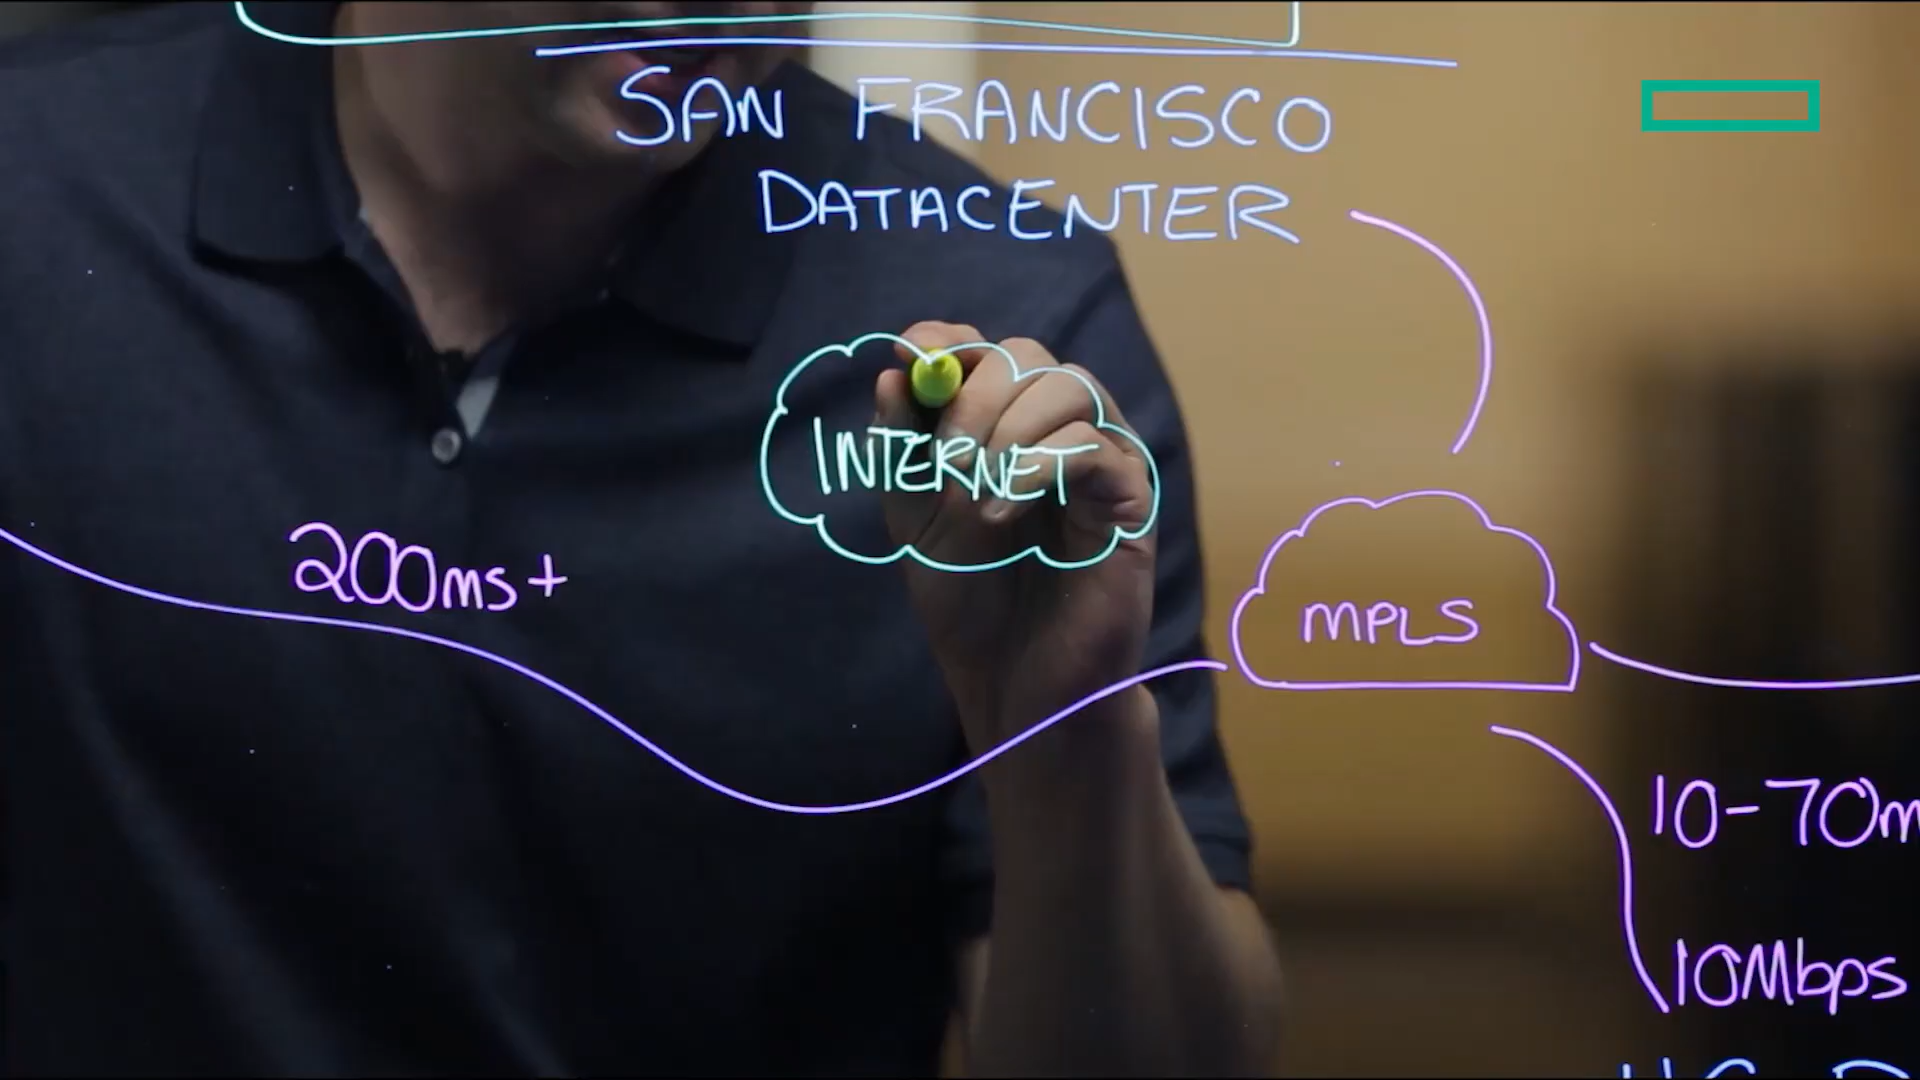 SAN FRANCISCO
DATACENTER
INTERNET
200ms+
MPLS
10-70m
10Mbps